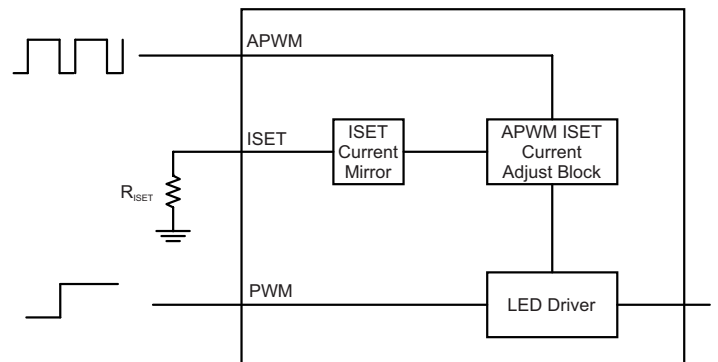 APWM
ISET
ISET
Current
Mirror
APWM ISET
Current
Adjust Block
RISET
PWM
LED Driver